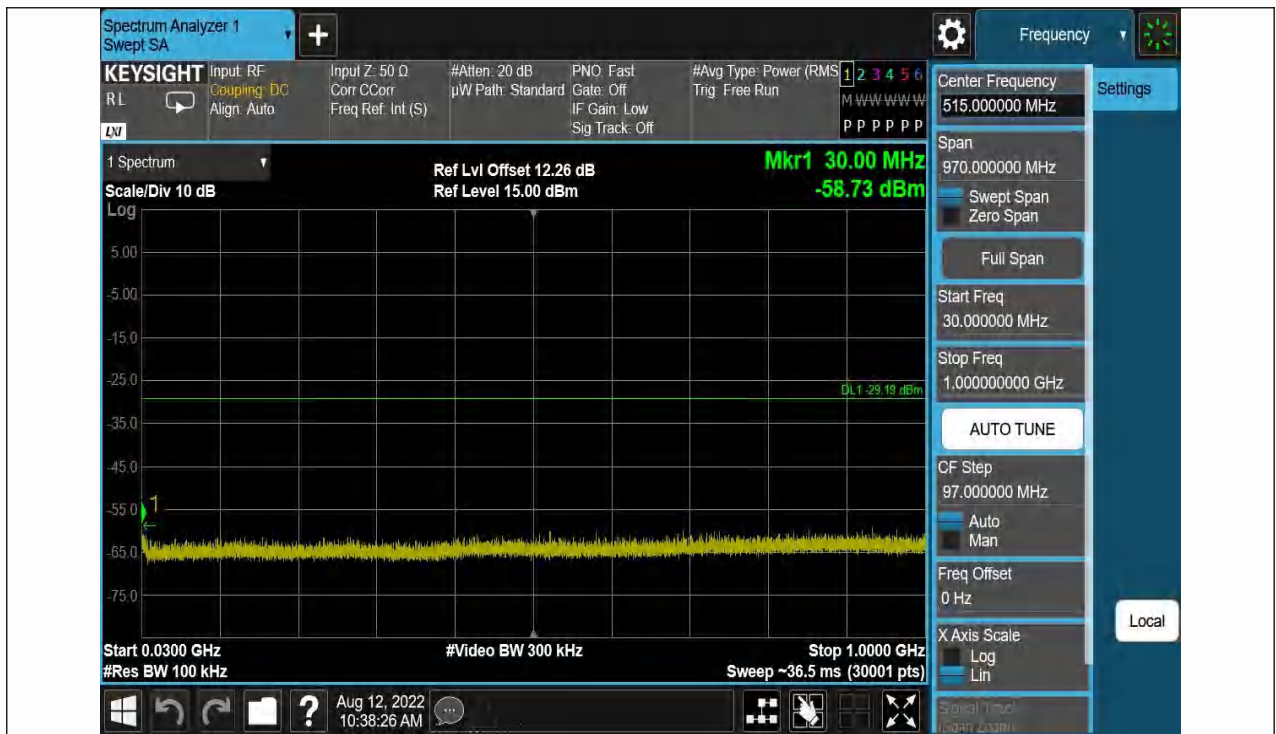 Spectrum Analyzer 1
Swept SA
Frequency
KEYSIGHT
R L
LXI
Input: RF
Coupling: DC
Align: Auto
Input Z: 50 Ω
Corr CCorr
Freq Ref: Int (S)
#Atten: 20 dB
µW Path: Standard
PNO: Fast
Gate: Off
IF Gain: Low
Sig Track: Off
#Avg Type: Power (RMS
Trig: Free Run
1 2 3 4 5 6
M W W W W W
P P P P P P
1 Spectrum
Scale/Div 10 dB
Ref Lvl Offset 12.26 dB
Ref Level 15.00 dBm
Mkr1 30.00 MHz
-58.73 dBm
Log
5.00
-5.00
-15.0
-25.0
-35.0
-45.0
-55.0
-65.0
-75.0
DL1 -29.19 dBm
1
Start 0.0300 GHz
#Res BW 100 kHz
#Video BW 300 kHz
Stop 1.0000 GHz
Sweep ~36.5 ms (30001 pts)
Aug 12, 2022
10:38:26 AM
Center Frequency
515.000000 MHz
Settings
Span
970.000000 MHz
Swept Span
Zero Span
Full Span
Start Freq
30.000000 MHz
Stop Freq
1.000000000 GHz
AUTO TUNE
CF Step
97.000000 MHz
Auto
Man
Freq Offset
0 Hz
X Axis Scale
Log
Lin
Local
Signal Track
(Span Zoom)